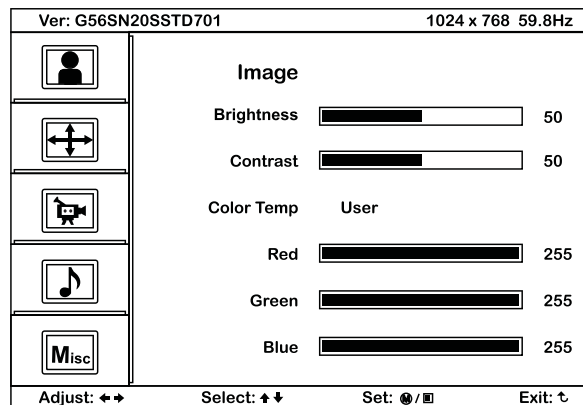 Ver: G56SN20SSTD701 1024 x 768 59.8Hz
Image
Brightness 50
Contrast 50
Color Temp User
Red 255
Green 255
Blue 255
Misc
Adjust: Select: Set: M/ Exit: